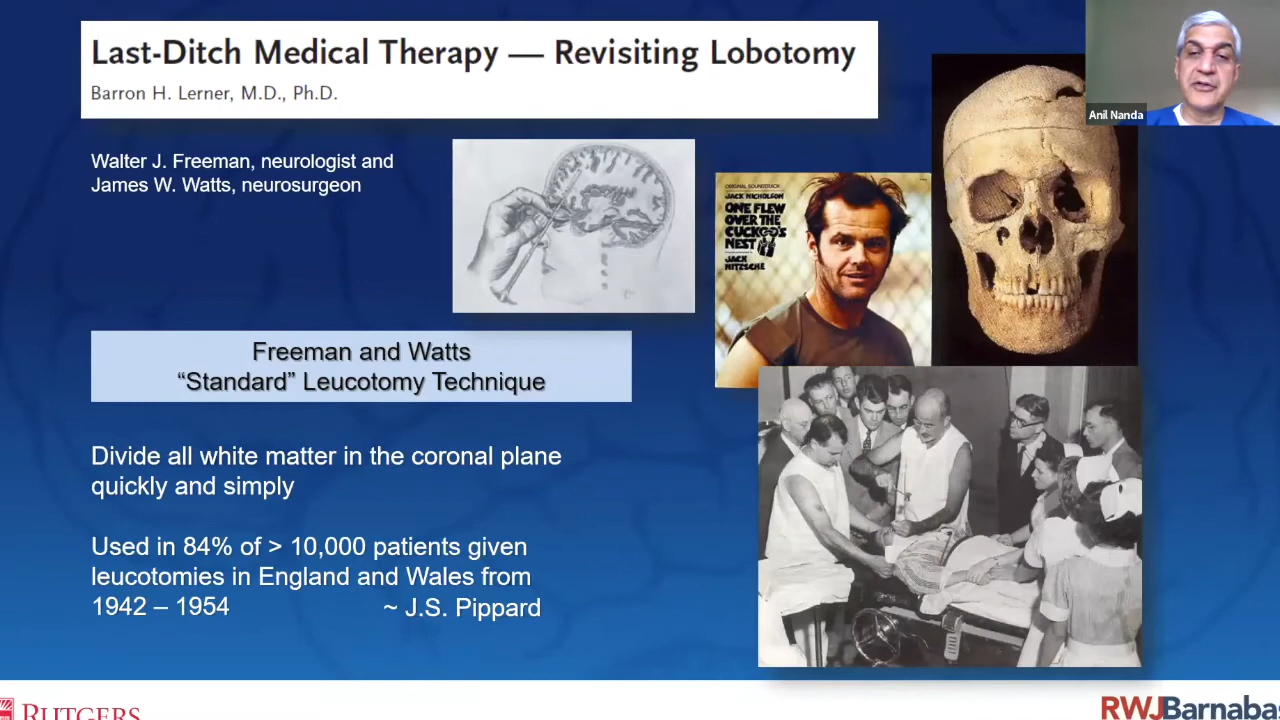 Last-Ditch Medical Therapy — Revisiting Lobotomy
Barron H. Lerner, M.D., Ph.D.
Anil Nanda
Walter J. Freeman, neurologist and
James W. Watts, neurosurgeon
ORIGINAL SOUNDTRACK
JACK NICHOLSON
ONE FLEW
OVER THE
CUCKOO'S
NEST
JACK
NITZSCHE
Freeman and Watts
“Standard” Leucotomy Technique
Divide all white matter in the coronal plane
quickly and simply
Used in 84% of > 10,000 patients given
leucotomies in England and Wales from
1942 – 1954 ~ J.S. Pippard
RUTGERS
RWJBarnabas